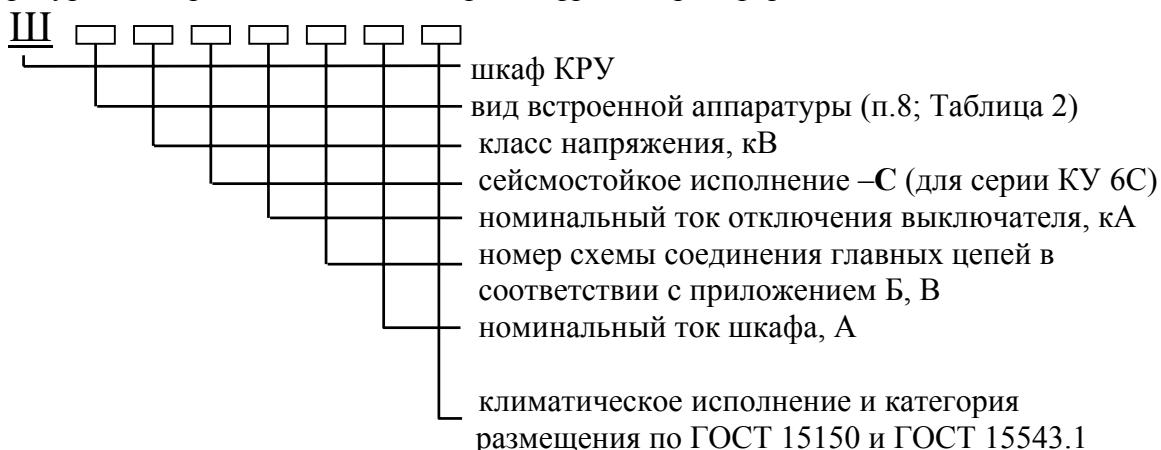 Ш
шкаф КРУ
вид встроенной аппаратуры (п.8; Таблица 2)
класс напряжения, кВ
сейсмостойкое исполнение –С (для серии КУ 6С)
номинальный ток отключения выключателя, кА
номер схемы соединения главных цепей в
соответствии с приложением Б, В
номинальный ток шкафа, А
климатическое исполнение и категория
размещения по ГОСТ 15150 и ГОСТ 15543.1